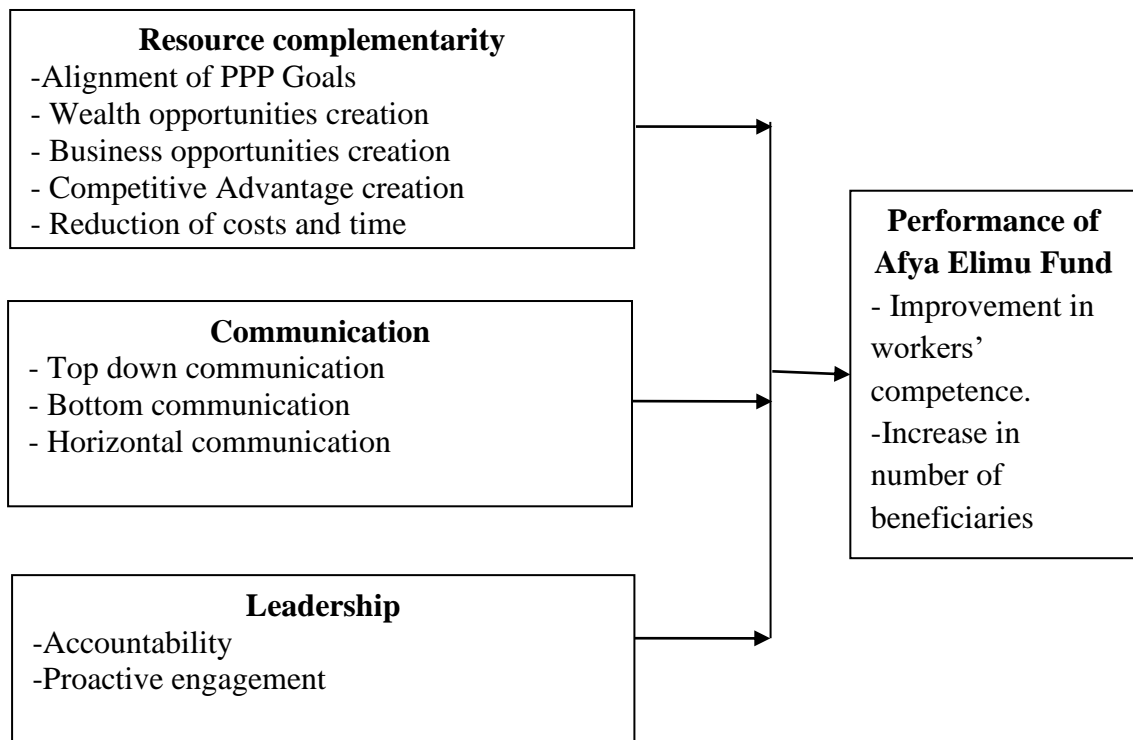 Resource complementarity
-Alignment of PPP Goals
- Wealth opportunities creation
- Business opportunities creation
- Competitive Advantage creation
- Reduction of costs and time
Communication
- Top down communication
- Bottom communication
- Horizontal communication
Leadership
-Accountability
-Proactive engagement
Performance of
Afya Elimu Fund
- Improvement in
workers’
competence.
-Increase in
number of
beneficiaries